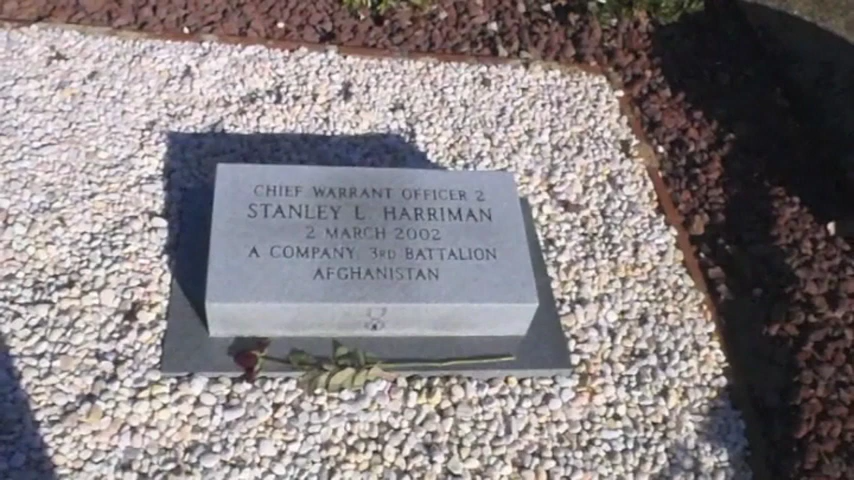 CHIEF WARRANT OFFICER 2
STANLEY L. HARRIMAN
2 MARCH 2002
A COMPANY, 3RD BATTALION
AFGHANISTAN